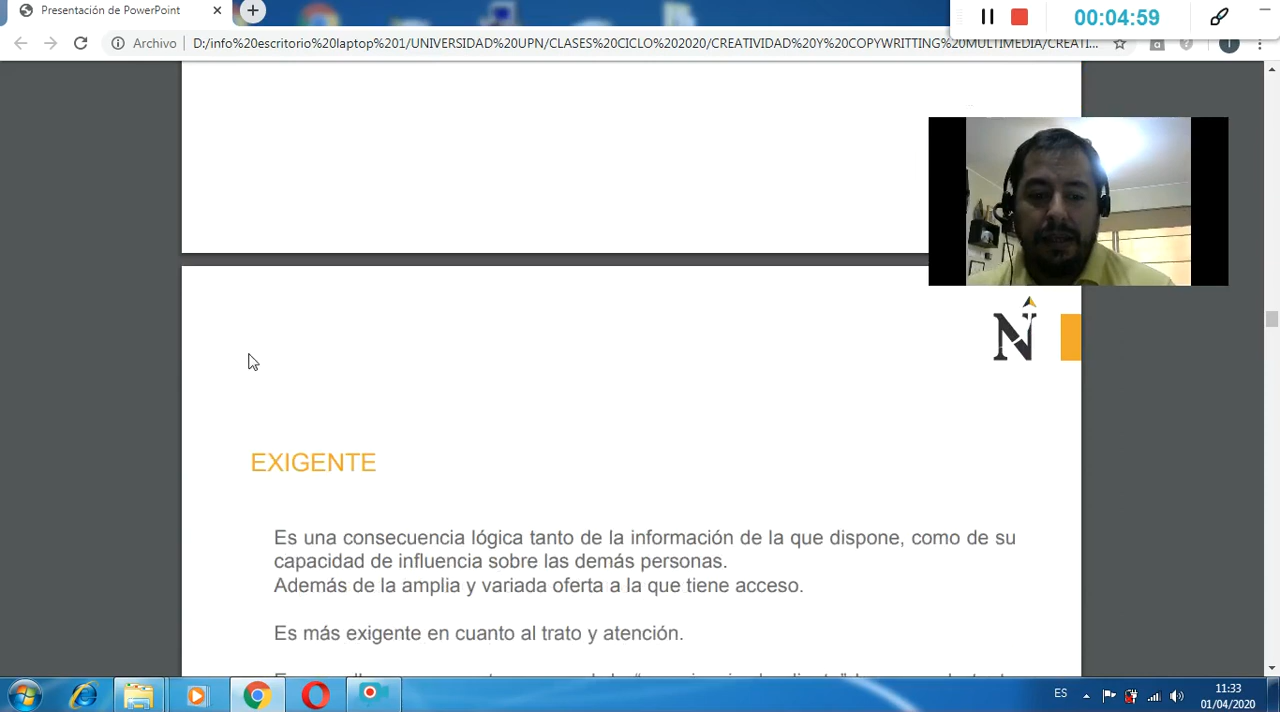 Presentación de PowerPoint
00:04:59
Archivo
D:/info%20escritorio%20laptop%201/UNIVERSIDAD%20UPN/CLASES%20CICLO%202020/CREATIVIDAD%20Y%20COPYWRITTING%20MULTIMEDIA/CREATI...
N
EXIGENTE
Es una consecuencia lógica tanto de la información de la que dispone, como de su
capacidad de influencia sobre las demás personas.
Además de la amplia y variada oferta a la que tiene acceso.
Es más exigente en cuanto al trato y atención.
ES
11:33
01/04/2020